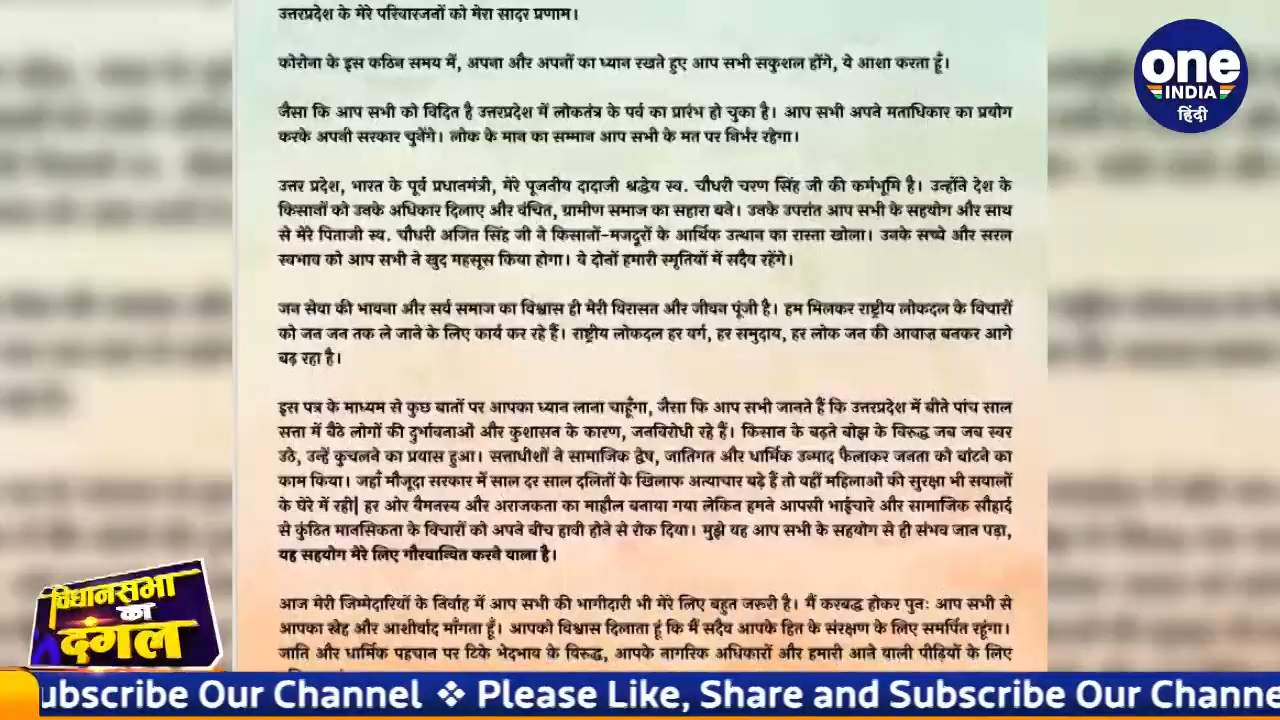 उत्तरप्रदेश के मेरे परिवारजनों को मेरा सादर प्रणाम।
कोरोना के इस कठिन समय में, अपना और अपनों का ध्यान रखते हुए आप सभी सकुशल होंगे, ये आशा करता हूँ।
जैसा कि आप सभी को विदित है उत्तरप्रदेश में लोकतंत्र के पर्व का प्रारंभ हो चुका है। आप सभी अपने मताधिकार का प्रयोग
करके अपनी सरकार चुनेंगे। लोक के मान का सम्मान आप सभी के मत पर निर्भर रहेगा।
उत्तर प्रदेश, भारत के पूर्व प्रधानमंत्री, मेरे पूजनीय दादाजी श्रद्धेय स्व. चौधरी चरण सिंह जी की कर्मभूमि है। उन्होंने देश के
किसानों को उनके अधिकार दिलाए और वंचित, ग्रामीण समाज का सहारा बने। उनके उपरांत आप सभी के सहयोग और साथ
से मेरे पिताजी स्व. चौधरी अजित सिंह जी ने किसानों-मजदूरों के आर्थिक उत्थान का रास्ता खोला। उनके सच्चे और सरल
स्वभाव को आप सभी ने खुद महसूस किया होगा। ये दोनों हमारी स्मृतियों में सदैव रहेंगे।
जन सेवा की भावना और सर्व समाज का विश्वास ही मेरी विरासत और जीवन पूंजी है। हम मिलकर राष्ट्रीय लोकदल के विचारों
को जन जन तक ले जाने के लिए कार्य कर रहे हैं। राष्ट्रीय लोकदल हर वर्ग, हर समुदाय, हर लोक जन की आवाज़ बनकर आगे
बढ़ रहा है।
इस पत्र के माध्यम से कुछ बातों पर आपका ध्यान लाना चाहूँगा, जैसा कि आप सभी जानते हैं कि उत्तरप्रदेश में बीते पांच साल
सत्ता में बैठे लोगों की दुर्भावनाओं और कुशासन के कारण, जनविरोधी रहे हैं। किसान के बढ़ते बोझ के विरुद्ध जब जब स्वर
उठे, उन्हें कुचलने का प्रयास हुआ। सत्ताधीशों ने सामाजिक द्वेष, जातिगत और धार्मिक उन्माद फैलाकर जनता को बांटने का
काम किया। जहाँ मौजूदा सरकार में साल दर साल दलितों के खिलाफ अत्याचार बढ़े हैं तो वहीं महिलाओं की सुरक्षा भी सवालों
के घेरे में रही| हर ओर वैमनस्य और अराजकता का माहौल बनाया गया लेकिन हमने आपसी भाईचारे और सामाजिक सौहार्द
से कुंठित मानसिकता के विचारों को अपने बीच हावी होने से रोक दिया। मुझे यह आप सभी के सहयोग से ही संभव जान पड़ा,
यह सहयोग मेरे लिए गौरवान्वित करने वाला है।
आज मेरी जिम्मेदारियों के निर्वाह में आप सभी की भागीदारी भी मेरे लिए बहुत जरूरी है। मैं करबद्ध होकर पुनः आप सभी से
आपका स्नेह और आशीर्वाद माँगता हूँ। आपको विश्वास दिलाता हूं कि मैं सदैव आपके हित के संरक्षण के लिए समर्पित रहूंगा।
जाति और धार्मिक पहचान पर टिके भेदभाव के विरुद्ध, आपके नागरिक अधिकारों और हमारी आने वाली पीढ़ियों के लिए
one
INDIA
हिंदी
विधानसभा
का
दंगल
ubscribe Our Channel ❖ Please Like, Share and Subscribe Our Channe